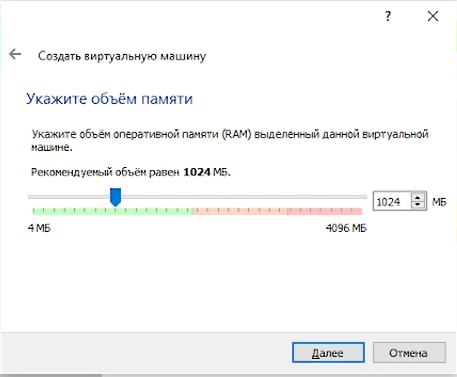 ?
Создать виртуальную машину
Укажите объём памяти
Укажите объём оперативной памяти (RAM) выделенный данной виртуальной
машине.
Рекомендуемый объём равен 1024 МБ.
1024 МБ
4 МБ 4096 МБ
Далее Отмена